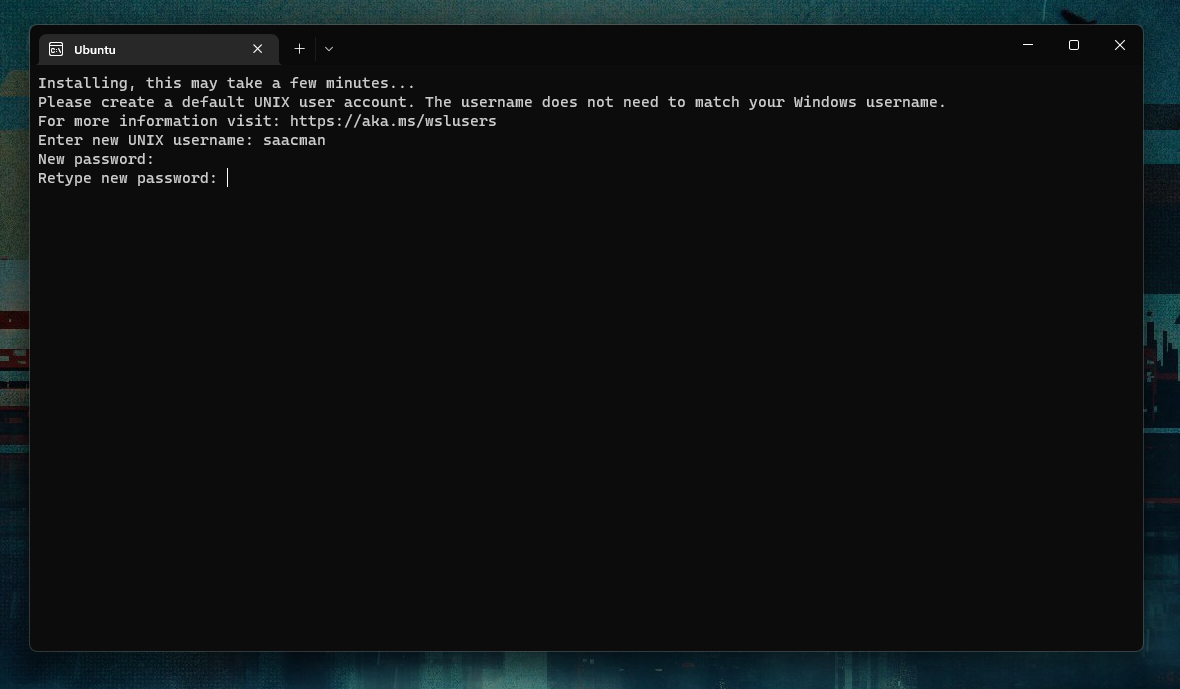 Ubuntu
Installing, this may take a few minutes...
Please create a default UNIX user account. The username does not need to match your Windows username.
For more information visit: https://aka.ms/wslusers
Enter new UNIX username: saacman
New password:
Retype new password: